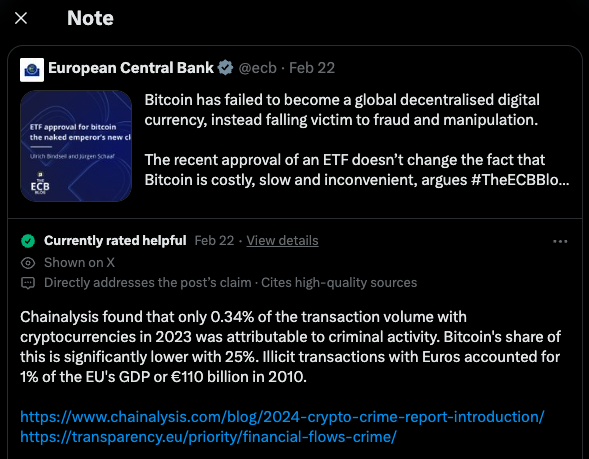 Note
European Central Bank @ecb · Feb 22
ETF approval for bitcoin
the naked emperor's new cl
Ulrich Bindseil and Jürgen Schaaf
THE
ECB
BLOG
Bitcoin has failed to become a global decentralised digital
currency, instead falling victim to fraud and manipulation.
The recent approval of an ETF doesn’t change the fact that
Bitcoin is costly, slow and inconvenient, argues #TheECBBlo...
Currently rated helpful Feb 22 · View details
Shown on X
Directly addresses the post’s claim · Cites high-quality sources
Chainalysis found that only 0.34% of the transaction volume with
cryptocurrencies in 2023 was attributable to criminal activity. Bitcoin's share of
this is significantly lower with 25%. Illicit transactions with Euros accounted for
1% of the EU's GDP or €110 billion in 2010.
https://www.chainalysis.com/blog/2024-crypto-crime-report-introduction/
https://transparency.eu/priority/financial-flows-crime/